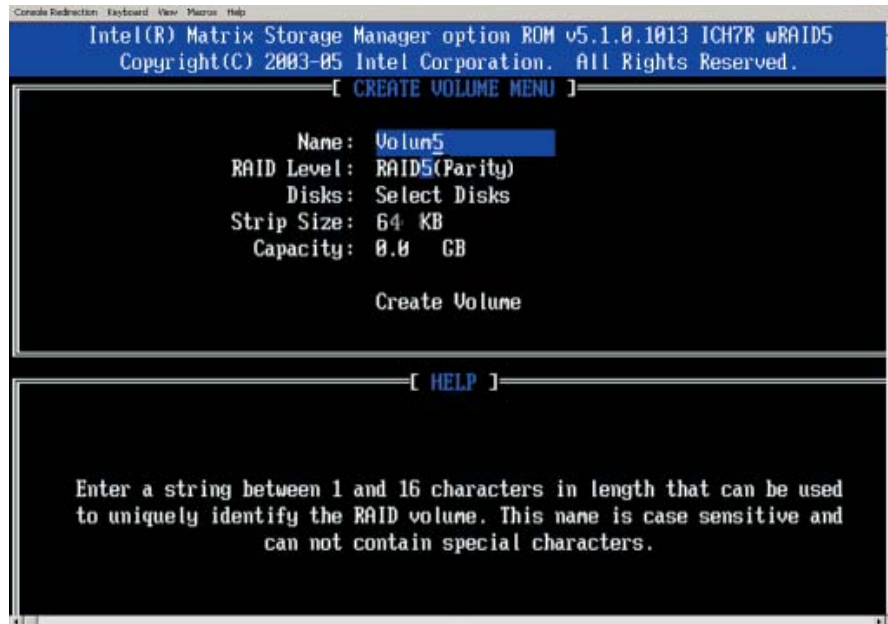 Console Redirection Keyboard View Macros Help
Intel(R) Matrix Storage Manager option ROM v5.1.0.1013 ICH7R wRAID5
Copyright(C) 2003-05 Intel Corporation. All Rights Reserved.
[ CREATE VOLUME MENU ]
Name: Volum5
RAID Level: RAID5(Parity)
Disks: Select Disks
Strip Size: 64 KB
Capacity: 0.0 GB
Create Volume
[ HELP ]
Enter a string between 1 and 16 characters in length that can be used
to uniquely identify the RAID volume. This name is case sensitive and
can not contain special characters.